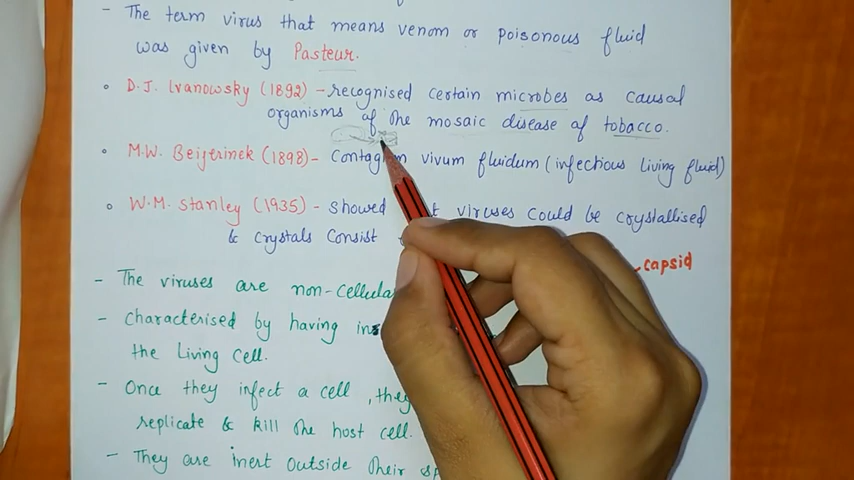 - The term virus that means venom or poisonous fluid
was given by Pasteur.
• D.J. Ivanowsky (1892) - recognised certain microbes as causal
organisms of the mosaic disease of tobacco.
• M.W. Beijerinek (1898) - Contagium vivum fluidum (infectious living fluid)
• W.M. Stanley (1935) - showed viruses could be crystallised
& crystals consist
capsid
- The viruses are non-cellular
- Characterised by having
the Living cell.
- Once they infect a cell, they
replicate & kill the host cell.
- They are inert outside their